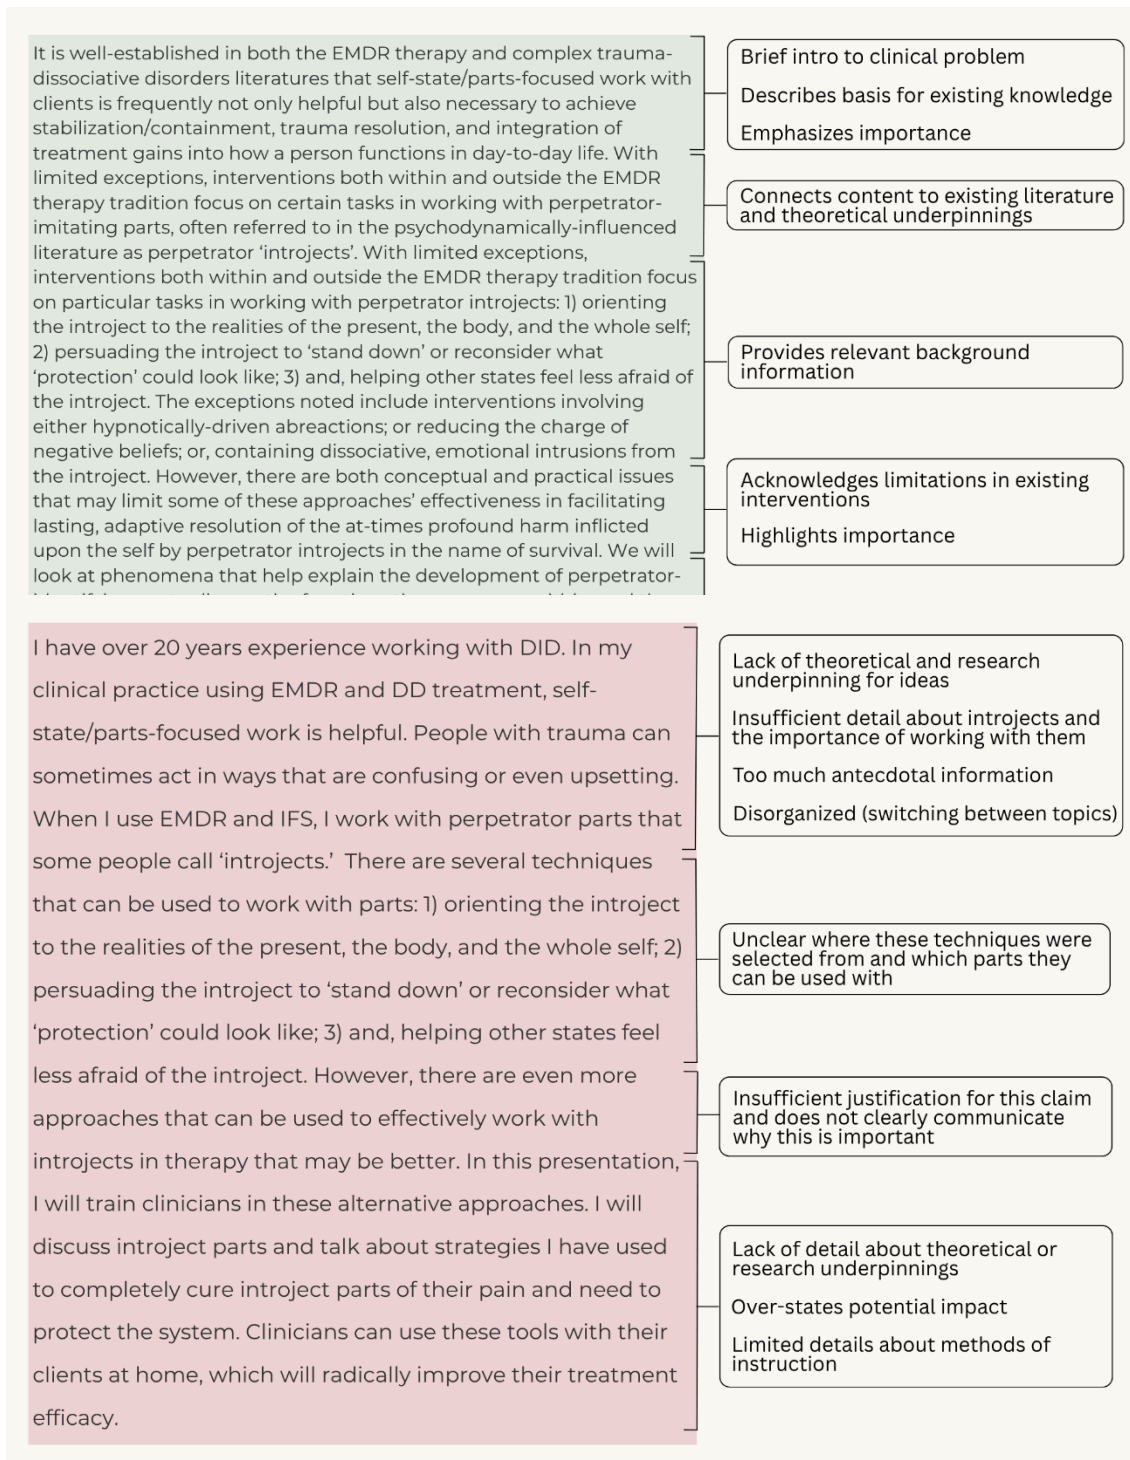 It is well-established in both the EMDR therapy and complex trauma-
dissociative disorders literatures that self-state/parts-focused work with
clients is frequently not only helpful but also necessary to achieve
stabilization/containment, trauma resolution, and integration of
treatment gains into how a person functions in day-to-day life. With
limited exceptions, interventions both within and outside the EMDR
therapy tradition focus on certain tasks in working with perpetrator-
imitating parts, often referred to in the psychodynamically-influenced
literature as perpetrator ‘introjects’. With limited exceptions,
interventions both within and outside the EMDR therapy tradition focus
on particular tasks in working with perpetrator introjects: 1) orienting
the introject to the realities of the present, the body, and the whole self;
2) persuading the introject to ‘stand down’ or reconsider what
‘protection’ could look like; 3) and, helping other states feel less afraid of
the introject. The exceptions noted include interventions involving
either hypnotically-driven abreactions; or reducing the charge of
negative beliefs; or, containing dissociative, emotional intrusions from
the introject. However, there are both conceptual and practical issues
that may limit some of these approaches’ effectiveness in facilitating
lasting, adaptive resolution of the at-times profound harm inflicted
upon the self by perpetrator introjects in the name of survival. We will
look at phenomena that help explain the development of perpetrator-
Brief intro to clinical problem
Describes basis for existing knowledge
Emphasizes importance
Connects content to existing literature
and theoretical underpinnings
Provides relevant background
information
Acknowledges limitations in existing
interventions
Highlights importance
I have over 20 years experience working with DID. In my
clinical practice using EMDR and DD treatment, self-
state/parts-focused work is helpful. People with trauma can
sometimes act in ways that are confusing or even upsetting.
When I use EMDR and IFS, I work with perpetrator parts that
some people call ‘introjects.’ There are several techniques
that can be used to work with parts: 1) orienting the introject
to the realities of the present, the body, and the whole self; 2)
persuading the introject to ‘stand down’ or reconsider what
‘protection’ could look like; 3) and, helping other states feel
less afraid of the introject. However, there are even more
approaches that can be used to effectively work with
introjects in therapy that may be better. In this presentation,
I will train clinicians in these alternative approaches. I will
discuss introject parts and talk about strategies I have used
to completely cure introject parts of their pain and need to
protect the system. Clinicians can use these tools with their
clients at home, which will radically improve their treatment
efficacy.
Lack of theoretical and research
underpinning for ideas
Insufficient detail about introjects and
the importance of working with them
Too much antecdotal information
Disorganized (switching between topics)
Unclear where these techniques were
selected from and which parts they
can be used with
Insufficient justification for this claim
and does not clearly communicate
why this is important
Lack of detail about theoretical or
research underpinnings
Over-states potential impact
Limited details about methods of
instruction